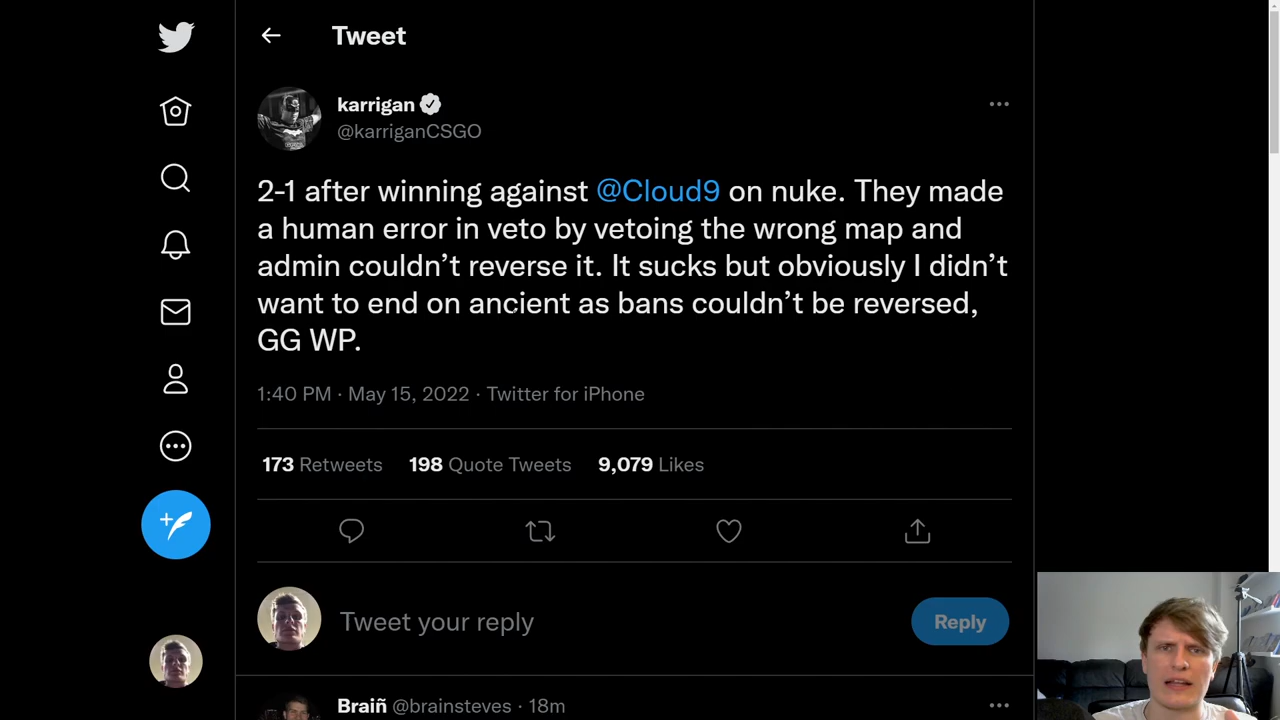 Tweet
karrigan
@karriganCSGO
2-1 after winning against @Cloud9 on nuke. They made
a human error in veto by vetoing the wrong map and
admin couldn’t reverse it. It sucks but obviously I didn’t
want to end on ancient as bans couldn’t be reversed,
GG WP.
1:40 PM · May 15, 2022 · Twitter for iPhone
173 Retweets 198 Quote Tweets 9,079 Likes
Tweet your reply
Reply
Braiñ @brainsteves · 18m